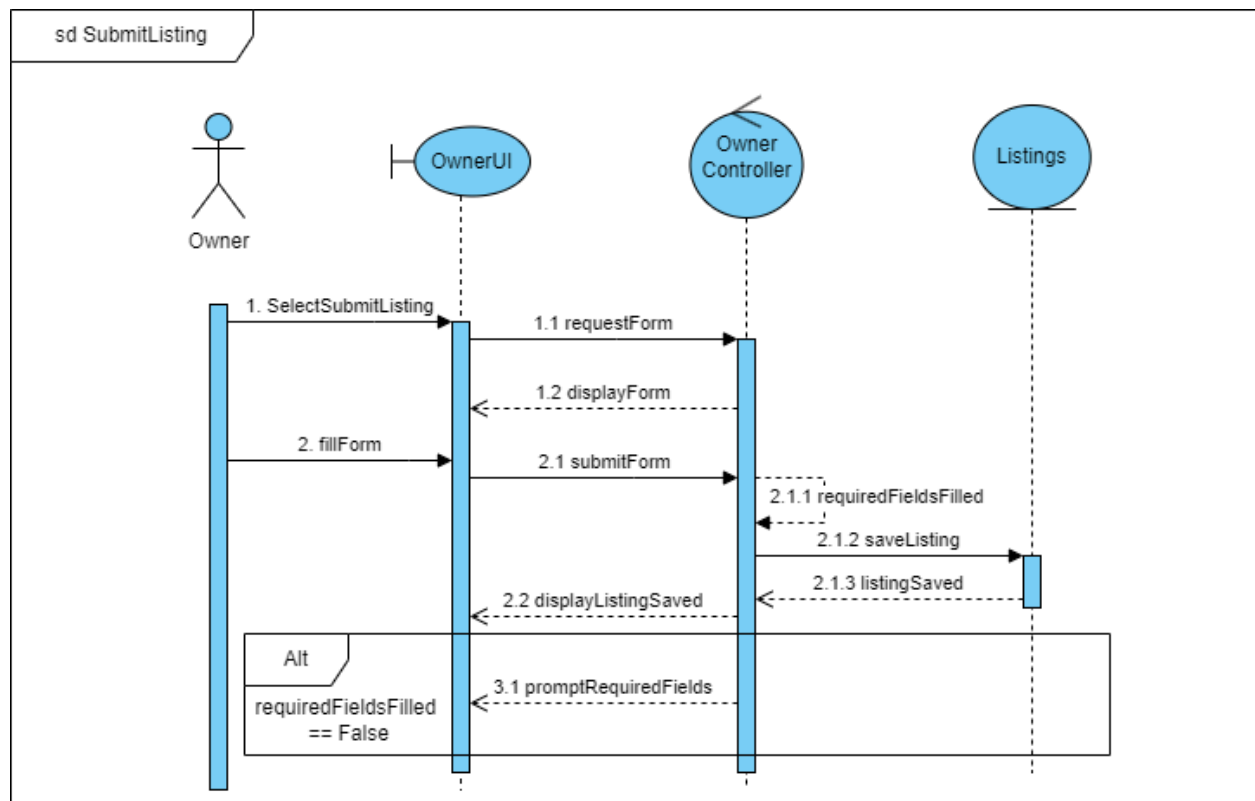 sd SubmitListing
Owner
OwnerUI
Owner
Controller
Listings
1. SelectSubmitListing
1.1 requestForm
1.2 displayForm
2. fillForm
2.1 submitForm
2.1.1 requiredFieldsFilled
2.1.2 saveListing
2.1.3 listingSaved
2.2 displayListingSaved
Alt
requiredFieldsFilled
== False
3.1 promptRequiredFields